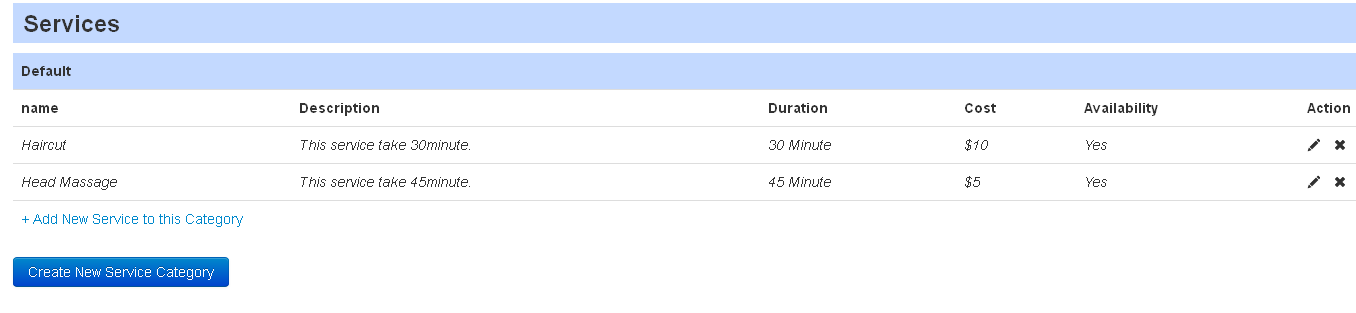 Services
Default
name Description Duration Cost Availability Action
Haircut This service take 30minute. 30 Minute $10 Yes
Head Massage This service take 45minute. 45 Minute $5 Yes
+ Add New Service to this Category
Create New Service Category